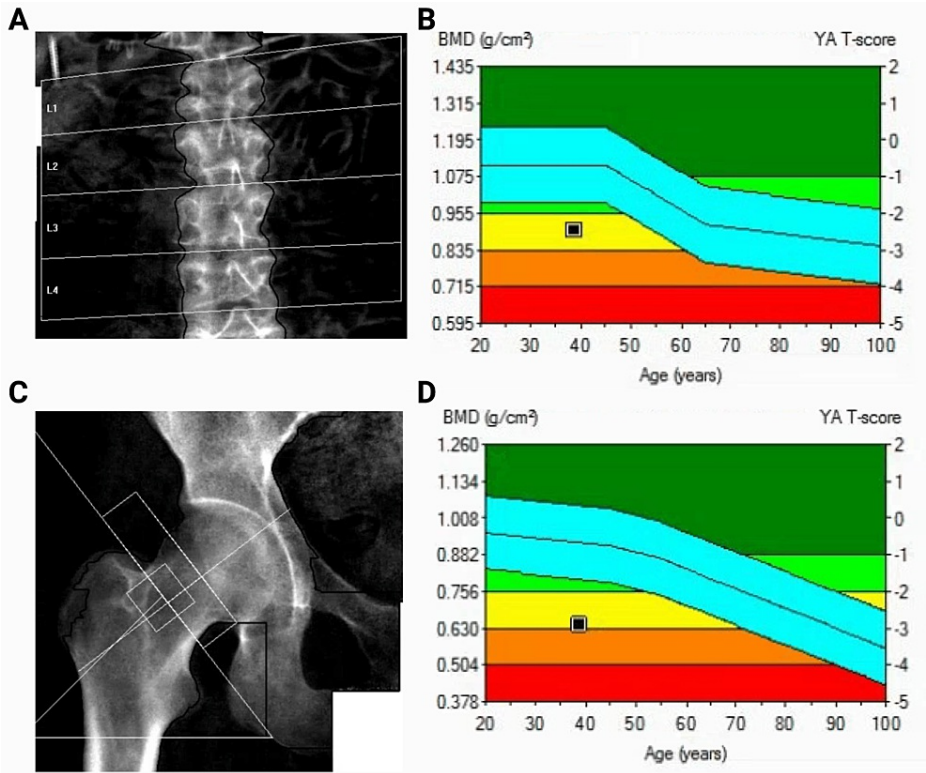 A
L1
L2
L3
L4
B
BMD (g/cm²) YA T-score
1.435 2
1.315 1
1.195 0
1.075 -1
0.955 -2
0.835 -3
0.715 -4
0.595 -5
20 30 40 50 60 70 80 90 100
Age (years)
C
D
BMD (g/cm²) YA T-score
1.260 2
1.134 1
1.008 0
0.882 -1
0.756 -2
0.630 -3
0.504 -4
0.378 -5
20 30 40 50 60 70 80 90 100
Age (years)